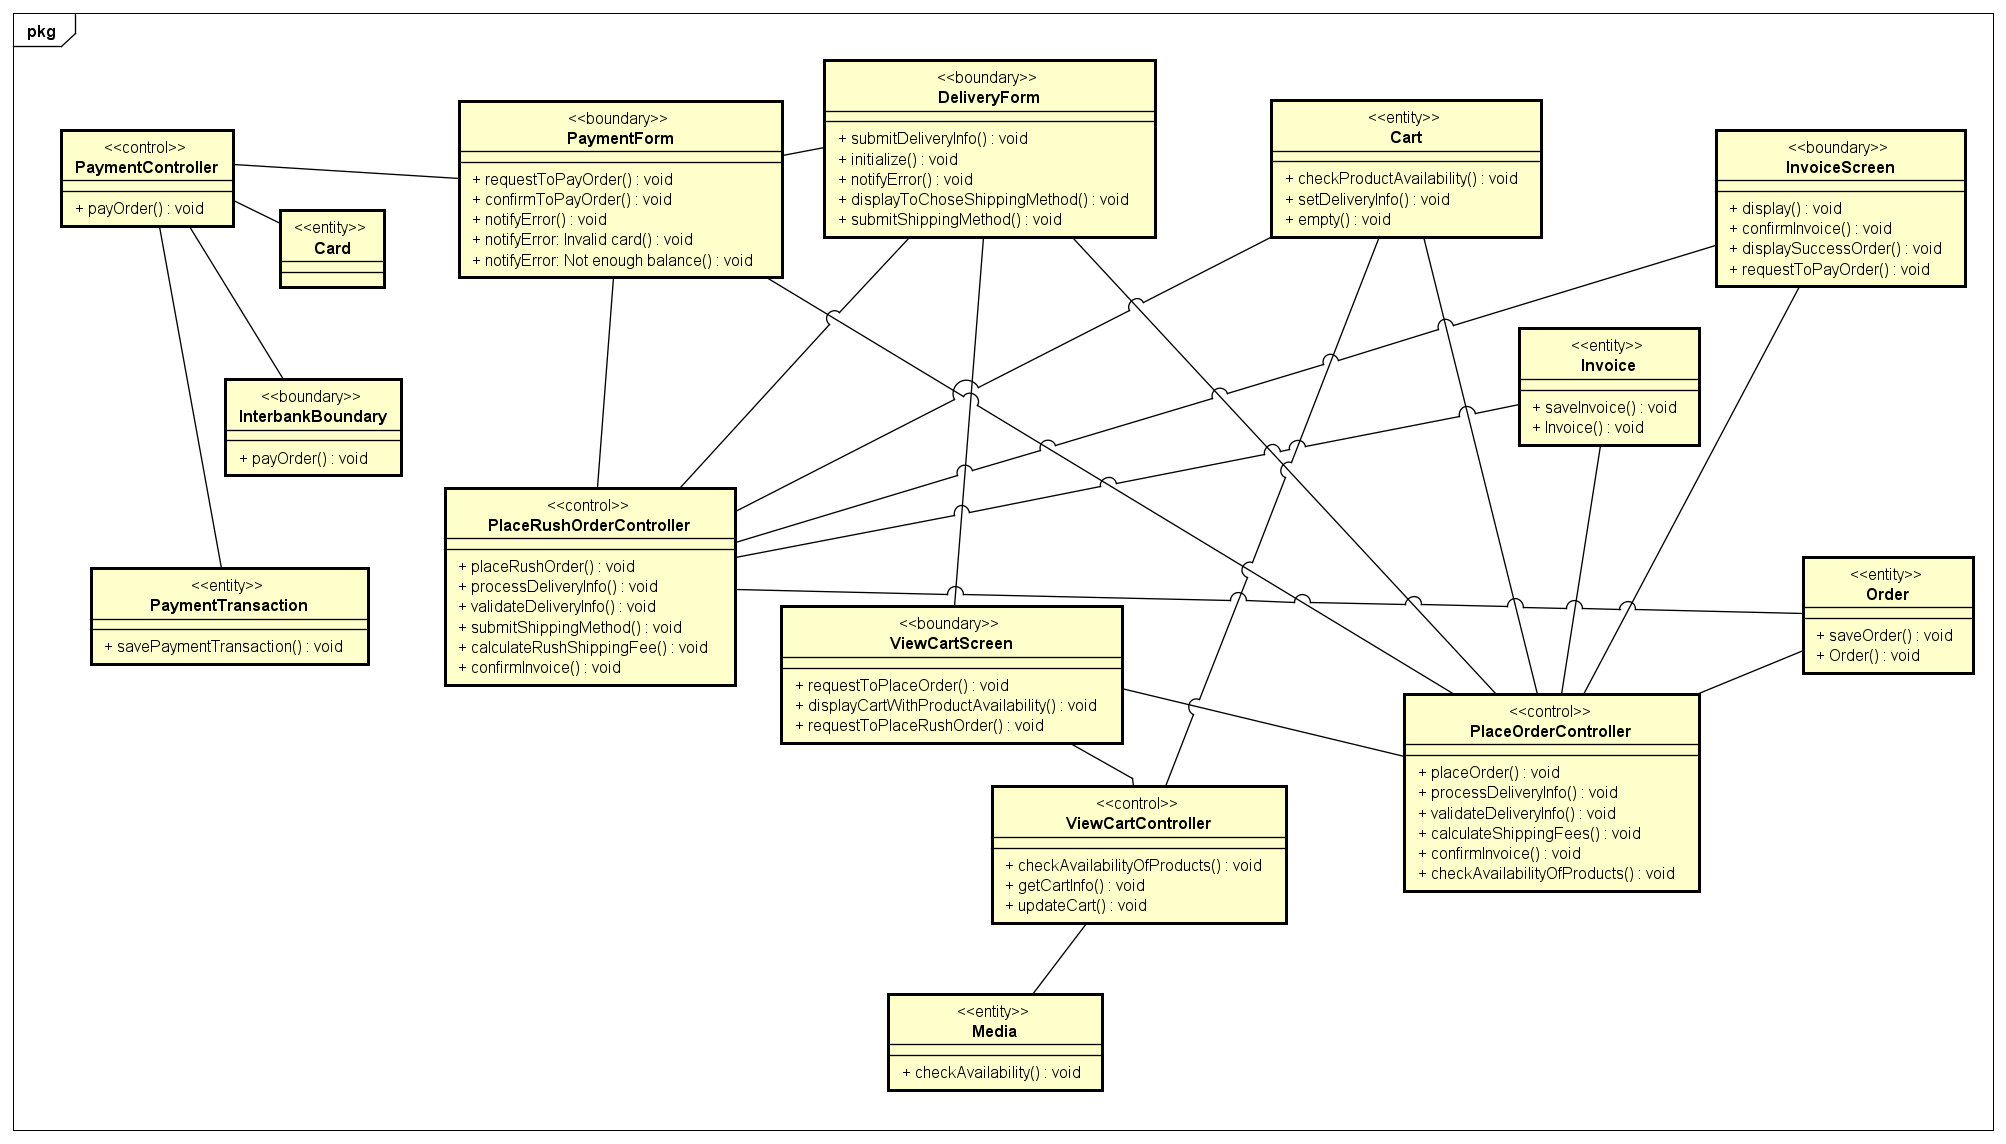 pkg
<<control>>
PaymentController
+ payOrder() : void
<<entity>>
Card
<<boundary>>
PaymentForm
+ requestToPayOrder() : void
+ confirmToPayOrder() : void
+ notifyError() : void
+ notifyError: Invalid card() : void
+ notifyError: Not enough balance() : void
<<boundary>>
DeliveryForm
+ submitDeliveryInfo() : void
+ initialize() : void
+ notifyError() : void
+ displayToChoseShippingMethod() : void
+ submitShippingMethod() : void
<<entity>>
Cart
+ checkProductAvailability() : void
+ setDeliveryInfo() : void
+ empty() : void
<<boundary>>
InvoiceScreen
+ display() : void
+ confirmInvoice() : void
+ displaySuccessOrder() : void
+ requestToPayOrder() : void
<<entity>>
Invoice
+ saveInvoice() : void
+ Invoice() : void
<<boundary>>
InterbankBoundary
+ payOrder() : void
<<control>>
PlaceRushOrderController
+ placeRushOrder() : void
+ processDeliveryInfo() : void
+ validateDeliveryInfo() : void
+ submitShippingMethod() : void
+ calculateRushShippingFee() : void
+ confirmInvoice() : void
<<entity>>
PaymentTransaction
+ savePaymentTransaction() : void
<<boundary>>
ViewCartScreen
+ requestToPlaceOrder() : void
+ displayCartWithProductAvailability() : void
+ requestToPlaceRushOrder() : void
<<entity>>
Order
+ saveOrder() : void
+ Order() : void
<<control>>
PlaceOrderController
+ placeOrder() : void
+ processDeliveryInfo() : void
+ validateDeliveryInfo() : void
+ calculateShippingFees() : void
+ confirmInvoice() : void
+ checkAvailabilityOfProducts() : void
<<control>>
ViewCartController
+ checkAvailabilityOfProducts() : void
+ getCartInfo() : void
+ updateCart() : void
<<entity>>
Media
+ checkAvailability() : void